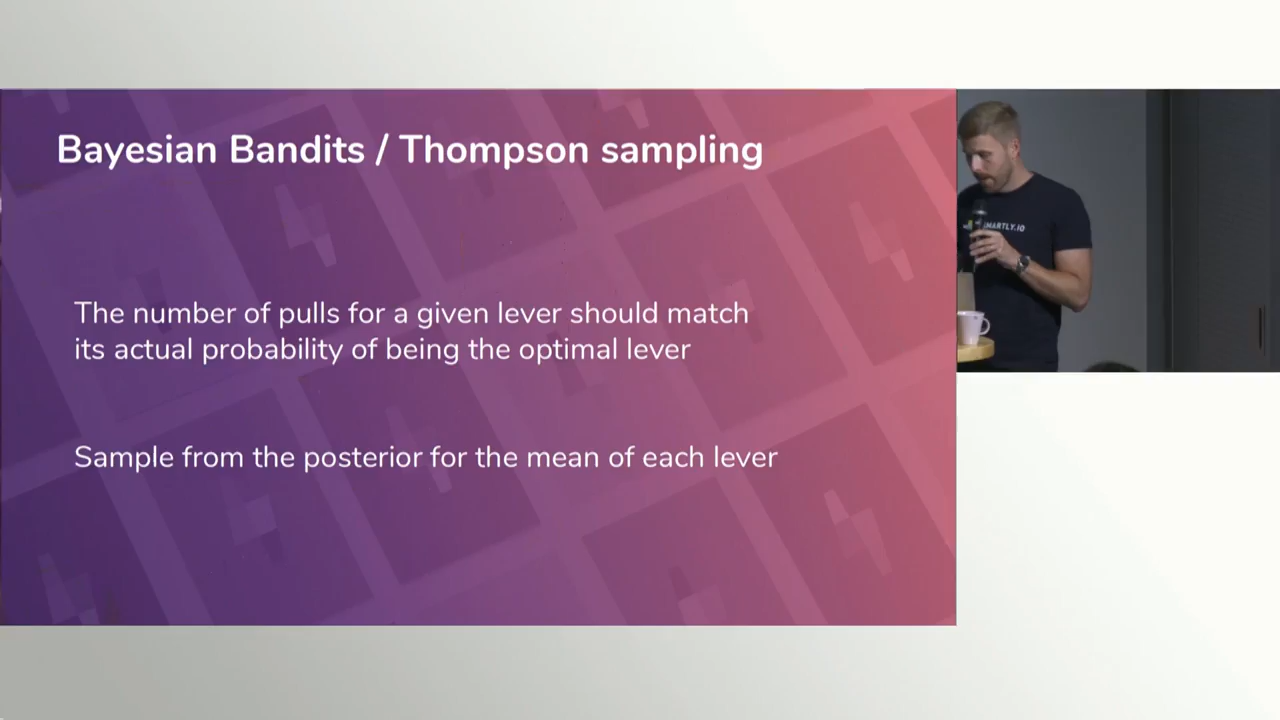 Bayesian Bandits / Thompson sampling
The number of pulls for a given lever should match
its actual probability of being the optimal lever
Sample from the posterior for the mean of each lever